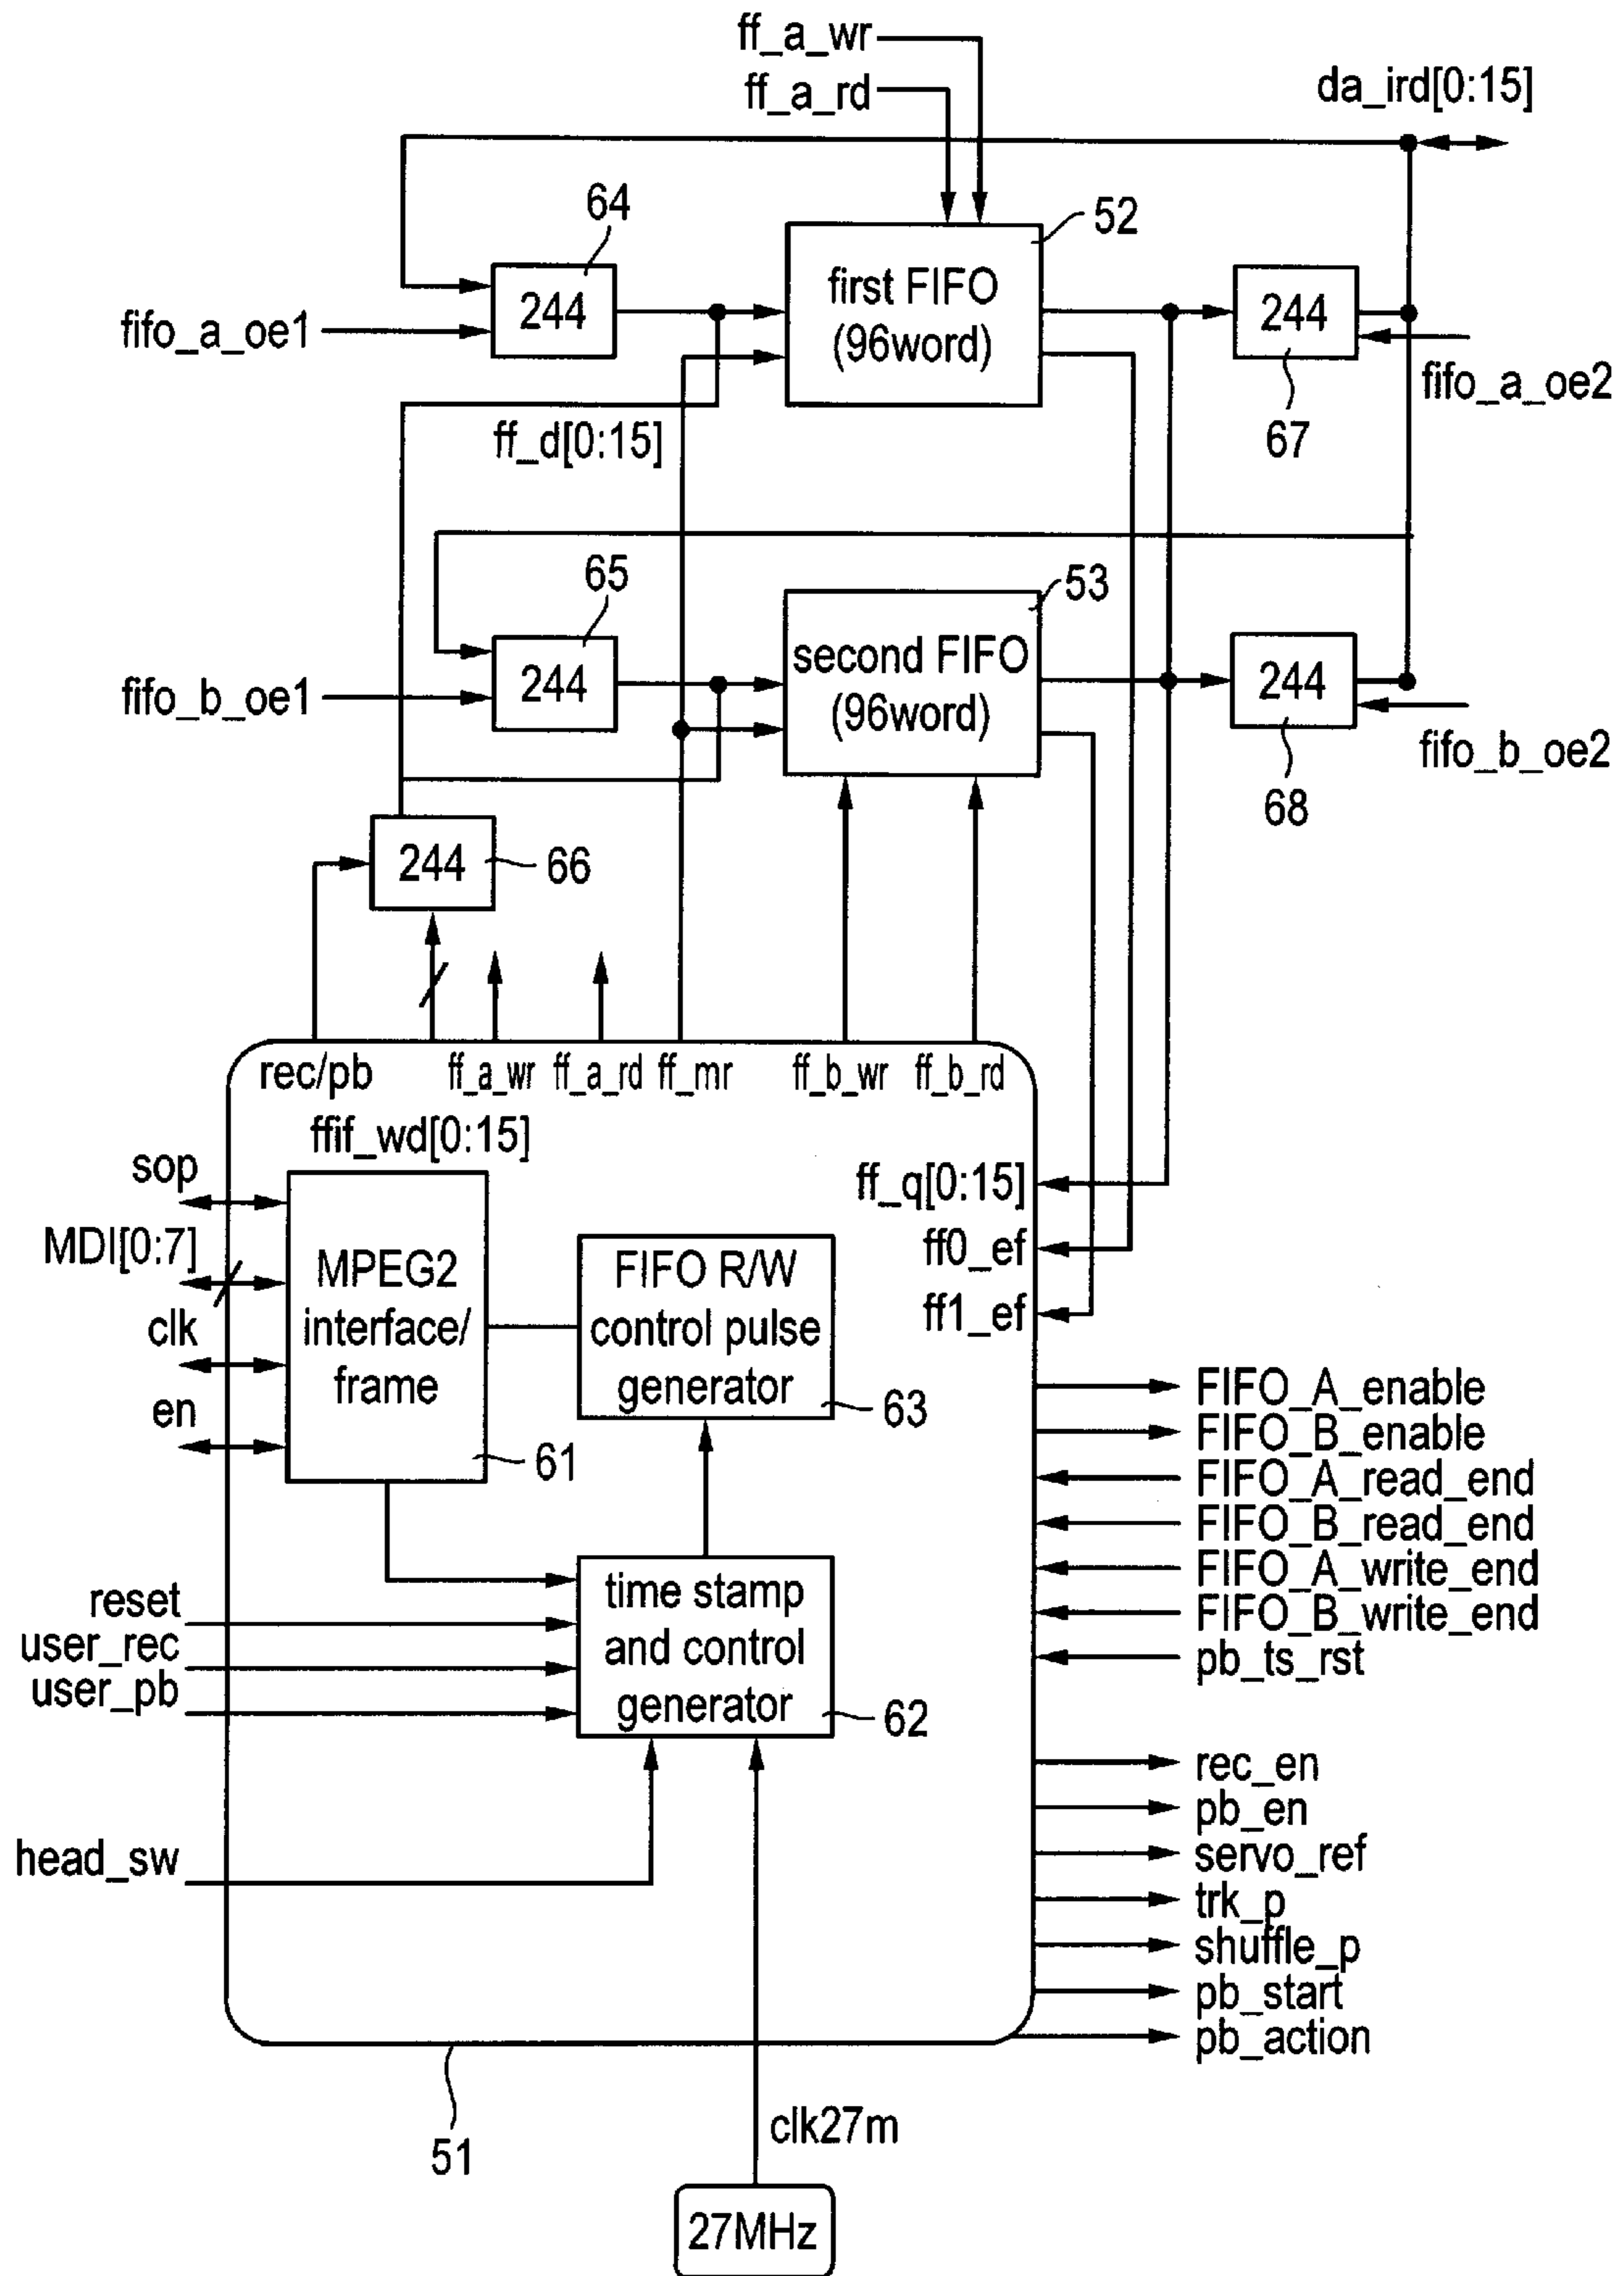 ff_a_wr
ff_a_rd
da_ird[0:15]
64
52
244
first FIFO
(96word)
244
fifo_a_oe1
fifo_a_oe2
ff_d[0:15]
67
65
53
244
second FIFO
(96word)
244
fifo_b_oe1
fifo_b_oe2
68
244
66
rec/pb
ff_a_wr
ff_a_rd
ff_mr
ff_b_wr
ff_b_rd
ffif_wd[0:15]
sop
MDI[0:7]
clk
en
MPEG2
interface/
frame
61
FIFO R/W
control pulse
generator
63
ff_q[0:15]
ff0_ef
ff1_ef
FIFO_A_enable
FIFO_B_enable
FIFO_A_read_end
FIFO_B_read_end
FIFO_A_write_end
FIFO_B_write_end
pb_ts_rst
reset
user_rec
user_pb
time stamp
and control
generator
62
head_sw
rec_en
pb_en
servo_ref
trk_p
shuffle_p
pb_start
pb_action
51
clk27m
27MHz